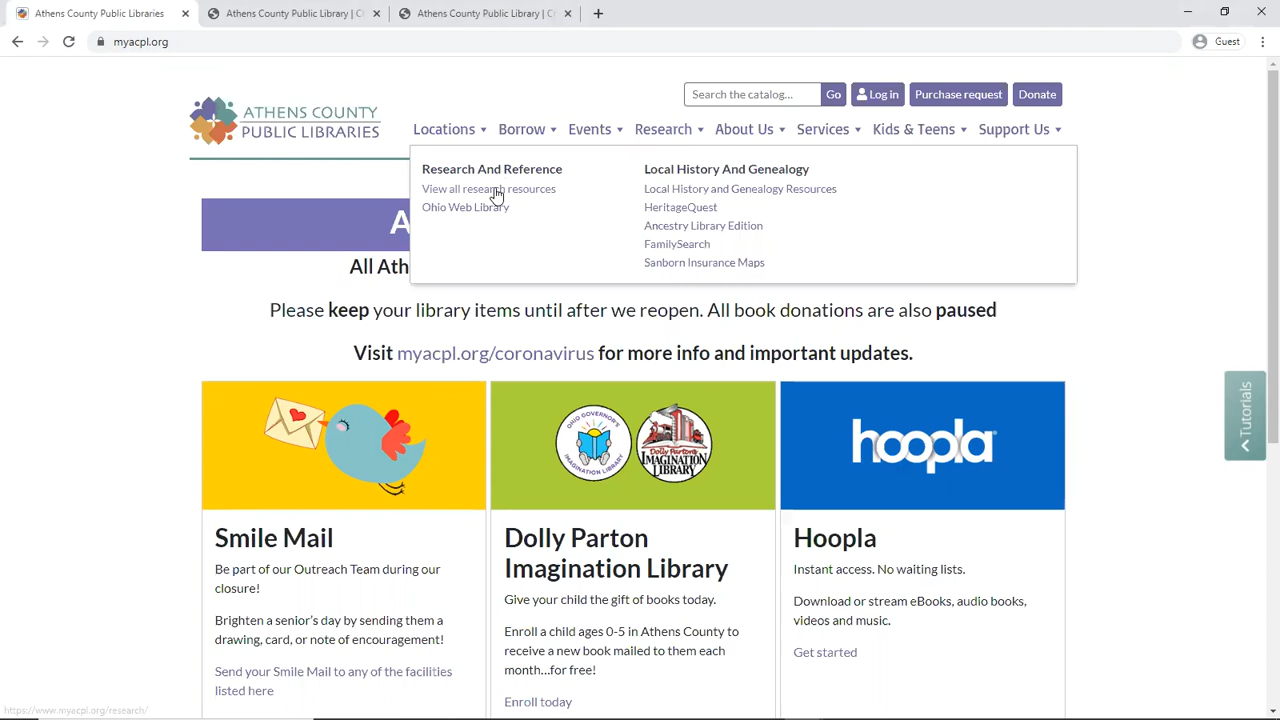 Athens County Public Libraries
Athens County Public Library | C
Athens County Public Library | C
myacpl.org
Guest
ATHENS COUNTY
PUBLIC LIBRARIES
Search the catalog...
Go
Log in
Purchase request
Donate
Locations
Borrow
Events
Research
About Us
Services
Kids & Teens
Support Us
Research And Reference
View all research resources
Ohio Web Library
Local History And Genealogy
Local History and Genealogy Resources
HeritageQuest
Ancestry Library Edition
FamilySearch
Sanborn Insurance Maps
A
All Ath
Please keep your library items until after we reopen. All book donations are also paused
Visit myacpl.org/coronavirus for more info and important updates.
Tutorials
OHIO GOVERNOR'S
IMAGINATION LIBRARY
DOLLY PARTON'S
IMAGINATION
LIBRARY
hoopla
Smile Mail
Be part of our Outreach Team during our
closure!
Brighten a senior's day by sending them a
drawing, card, or note of encouragement!
Send your Smile Mail to any of the facilities
listed here
Dolly Parton
Imagination Library
Give your child the gift of books today.
Enroll a child ages 0-5 in Athens County to
receive a new book mailed to them each
month...for free!
Enroll today
Hoopla
Instant access. No waiting lists.
Download or stream eBooks, audio books,
videos and music.
Get started
https://www.myacpl.org/research/